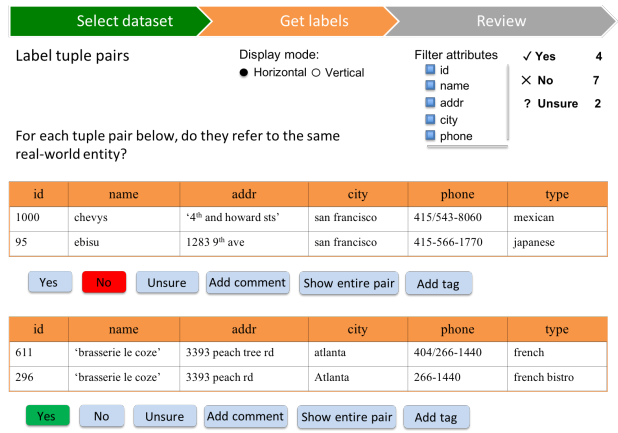 Select dataset Get labels Review
Label tuple pairs
Display mode:
Horizontal Vertical
Filter attributes
id
name
addr
city
phone
✓ Yes 4
✕ No 7
? Unsure 2
For each tuple pair below, do they refer to the same
real-world entity?
id name addr city phone type
1000 chevys ‘4th and howard sts’ san francisco 415/543-8060 mexican
95 ebisu 1283 9th ave san francisco 415-566-1770 japanese
Yes No Unsure Add comment Show entire pair Add tag
id name addr city phone type
611 ‘brasserie le coze’ 3393 peach tree rd atlanta 404/266-1440 french
296 ‘brasserie le coze’ 3393 peach rd Atlanta 266-1440 french bistro
Yes No Unsure Add comment Show entire pair Add tag